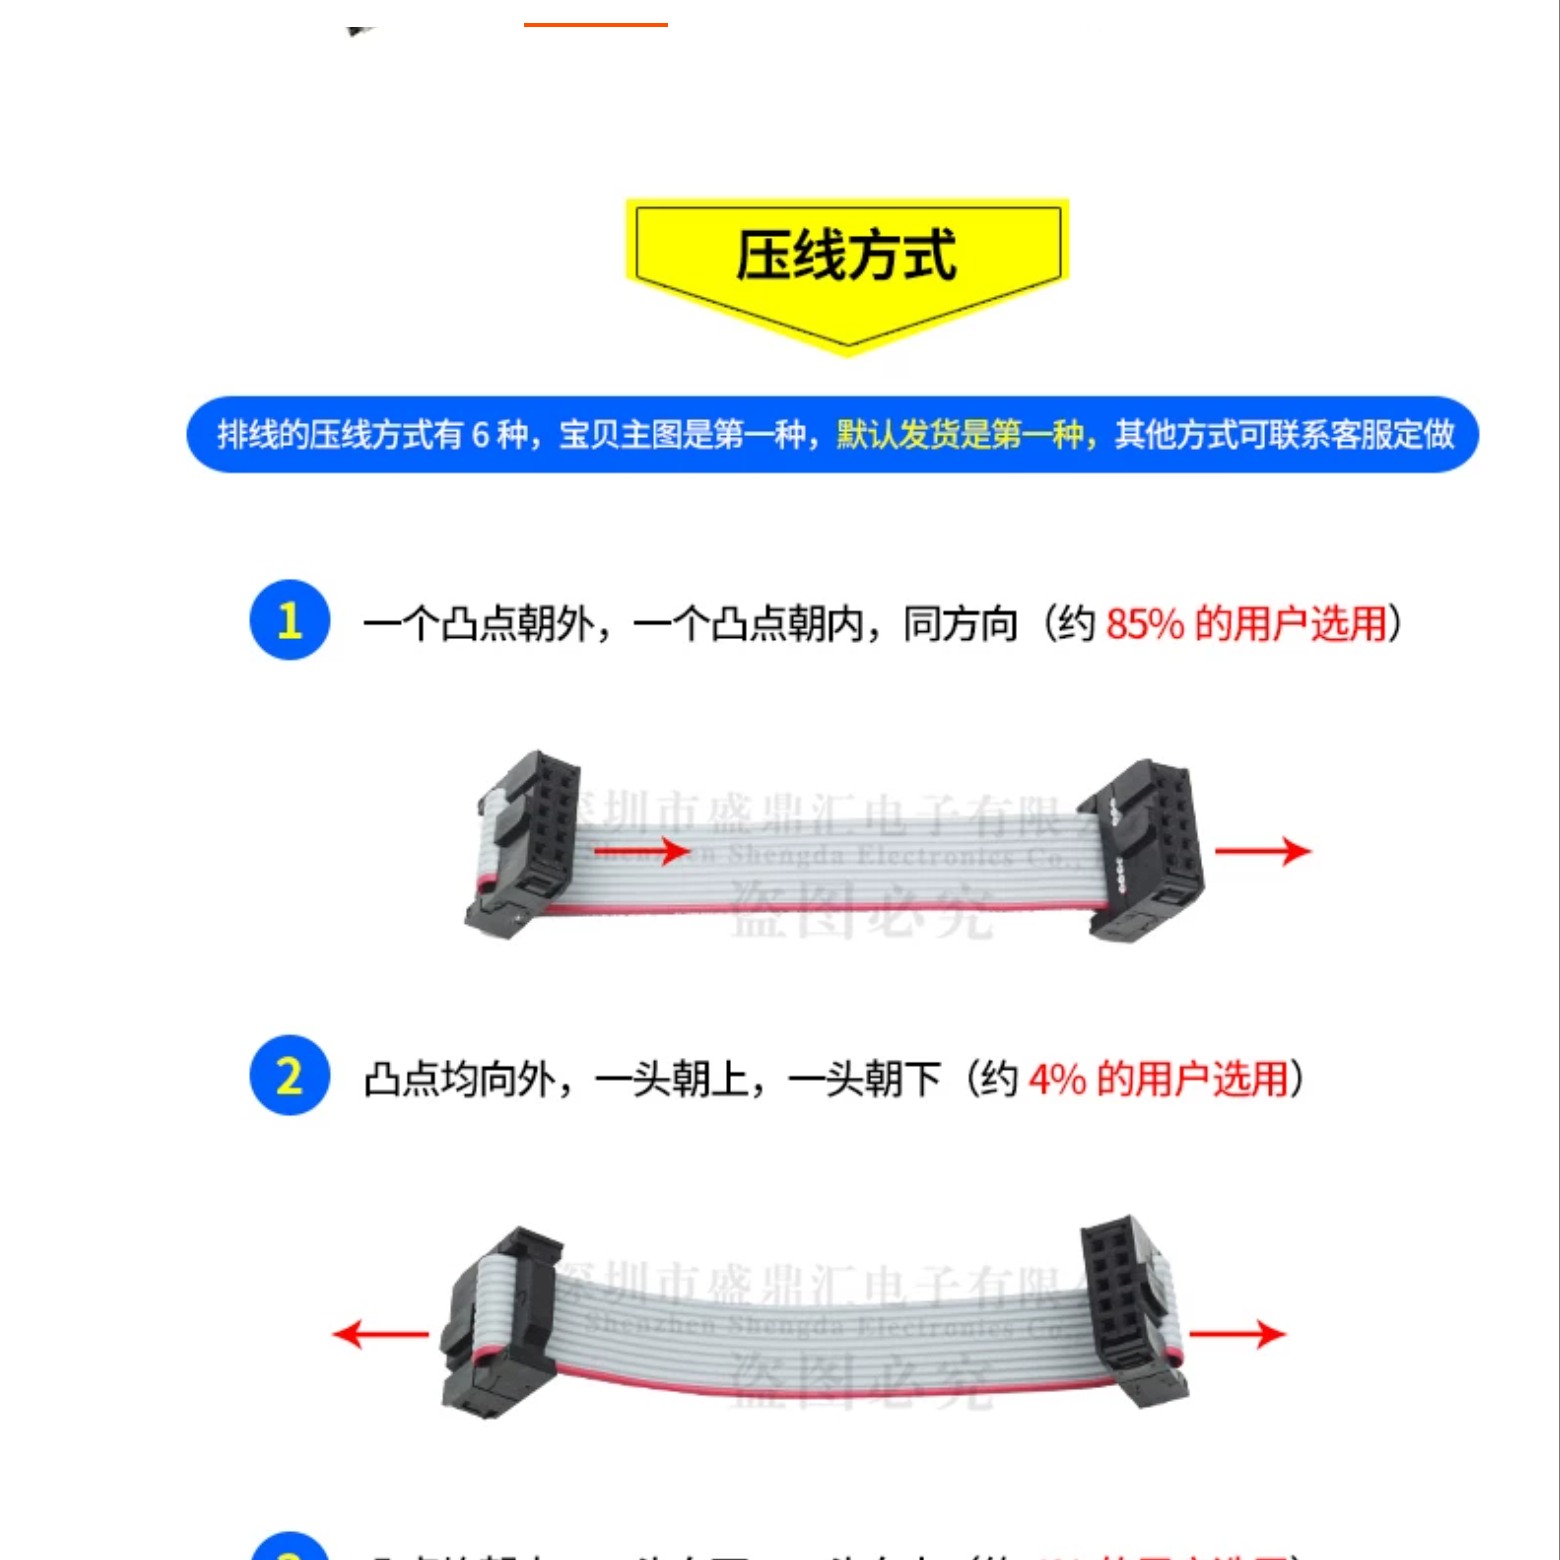 压线方式
排线的压线方式有 6 种，宝贝主图是第一种，默认发货是第一种，其他方式可联系客服定做
1 一个凸点朝外，一个凸点朝内，同方向（约 85% 的用户选用）
深圳市盛鼎汇电子有限
Shenzhen Shengda Electronics Co.,
盗图必究
2 凸点均向外，一头朝上，一头朝下（约 4% 的用户选用）
深圳市盛鼎汇电子有限
Shenzhen Shengda Electronics Co.
盗图必究